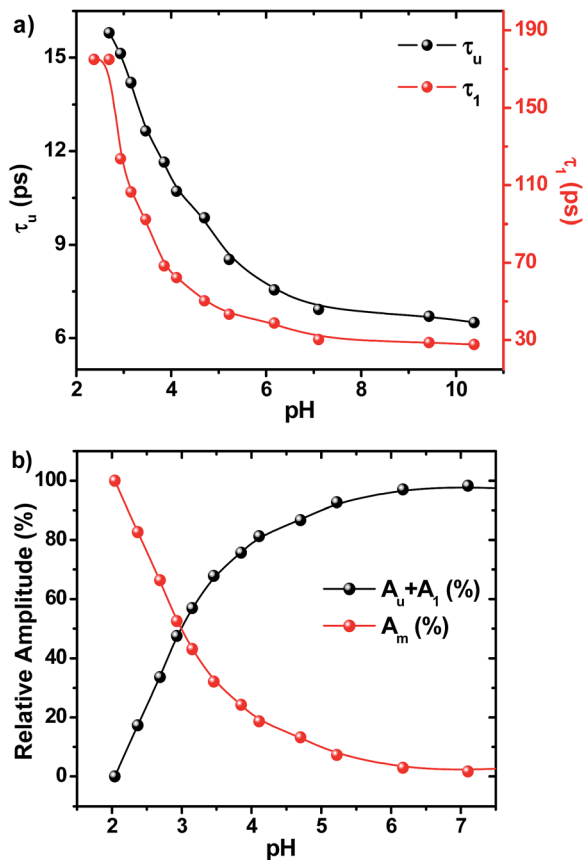 a)
τu
τ1
15
12
9
6
τu (ps)
190
150
110
70
30
τ1 (ps)
2 4 6 8 10
pH
b)
100
80
60
40
20
0
Relative Amplitude (%)
Au+A1 (%)
Am (%)
2 3 4 5 6 7
pH